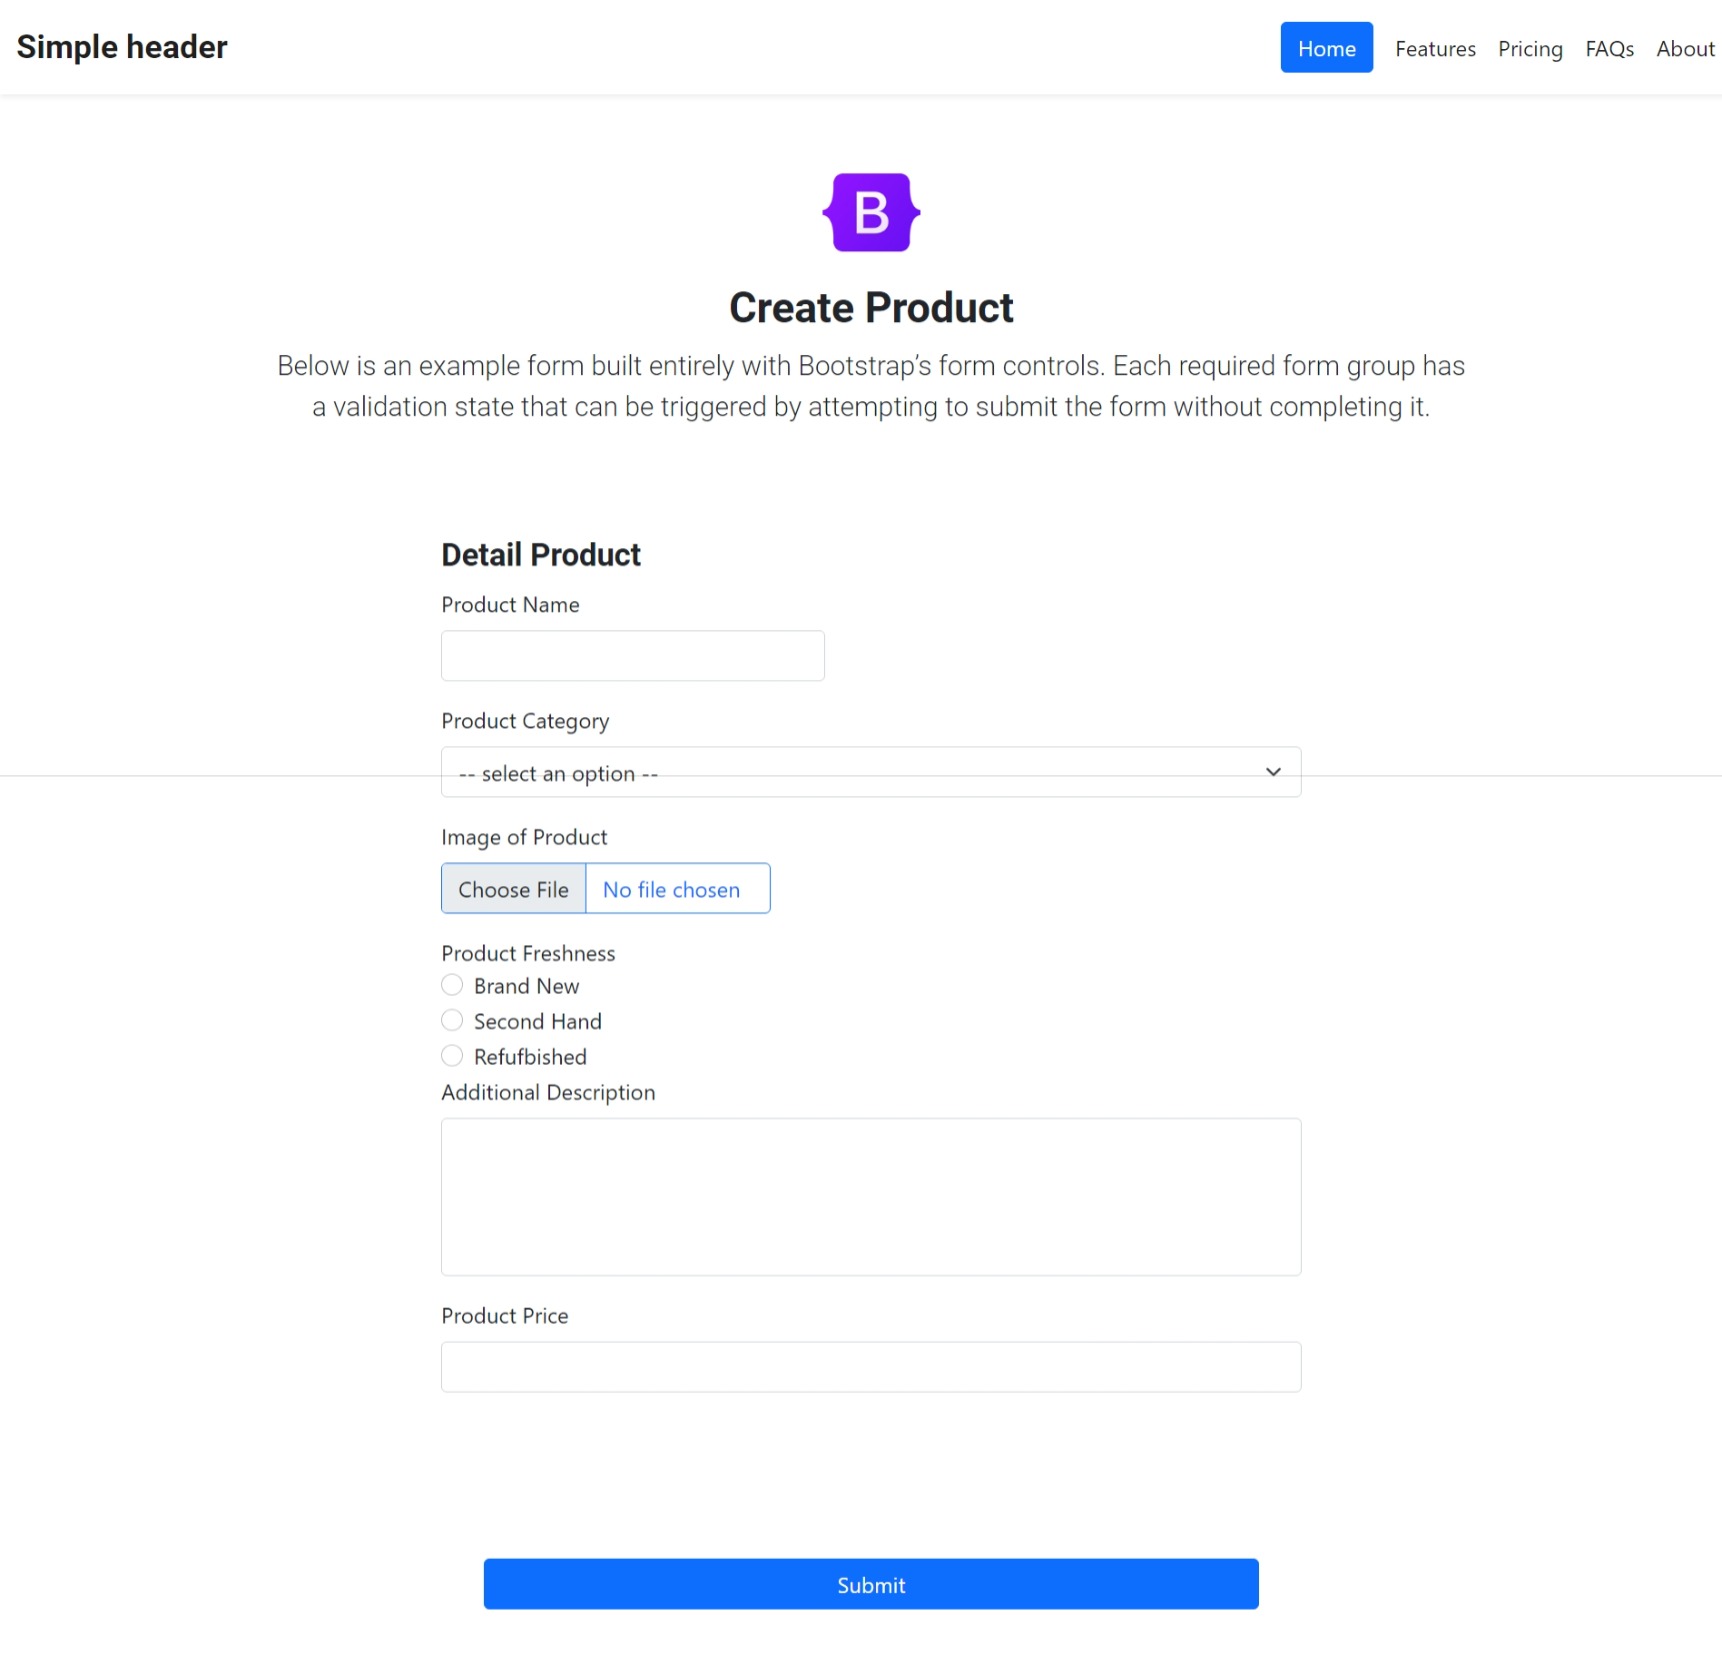 Simple header
Home Features Pricing FAQs About
B
Create Product
Below is an example form built entirely with Bootstrap’s form controls. Each required form group has
a validation state that can be triggered by attempting to submit the form without completing it.
Detail Product
Product Name
Product Category
-- select an option --
Image of Product
Choose File No file chosen
Product Freshness
Brand New
Second Hand
Refufbished
Additional Description
Product Price
Submit